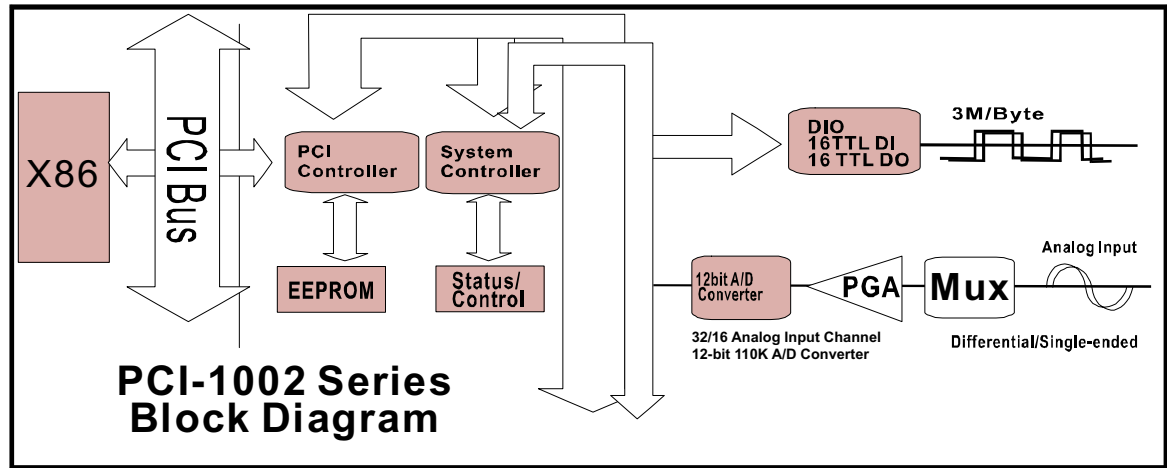 X86
PCI Bus
PCI
Controller
System
Controller
EEPROM
Status/
Control
DIO
16TTL DI
16 TTL DO
3M/Byte
12bit A/D
Converter
PGA
Mux
Analog Input
Differential/Single-ended
32/16 Analog Input Channel
12-bit 110K A/D Converter
PCI-1002 Series
Block Diagram